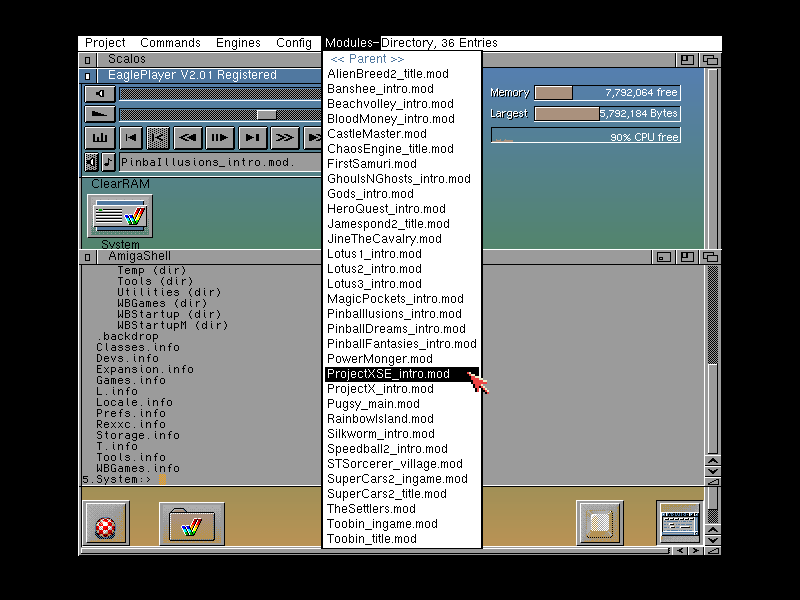 Project Commands Engines Config Modules-Directory, 36 Entries
Scalos
EaglePlayer V2.01 Registered
PinbaIllusions_intro.mod.
ClearRAM
System
Memory 7,792,064 free
Largest 5,792,184 Bytes
90% CPU free
<< Parent >>
AlienBreed2_title.mod
Banshee_intro.mod
Beachvolley_intro.mod
BloodMoney_intro.mod
CastleMaster.mod
ChaosEngine_title.mod
FirstSamuri.mod
GhoulsNGhosts_intro.mod
Gods_intro.mod
HeroQuest_intro.mod
Jamespond2_title.mod
JineTheCavalry.mod
Lotus1_intro.mod
Lotus2_intro.mod
Lotus3_intro.mod
MagicPockets_intro.mod
PinbaIllusions_intro.mod
PinballDreams_intro.mod
PinballFantasies_intro.mod
PowerMonger.mod
ProjectXSE_intro.mod
ProjectX_intro.mod
Pugsy_main.mod
RainbowIsland.mod
Silkworm_intro.mod
Speedball2_intro.mod
STSorcerer_village.mod
SuperCars2_ingame.mod
SuperCars2_title.mod
TheSettlers.mod
Toobin_ingame.mod
Toobin_title.mod
AmigaShell
Temp (dir)
Tools (dir)
Utilities (dir)
WBGames (dir)
WBStartup (dir)
WBStartupM (dir)
.backdrop
Classes.info
Devs.info
Expansion.info
Games.info
L.info
Locale.info
Prefs.info
Rexxc.info
Storage.info
T.info
Tools.info
WBGames.info
5.System:>